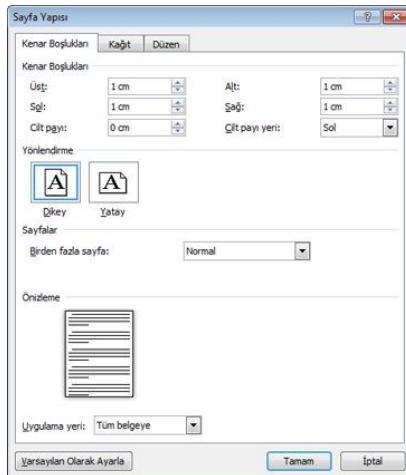 Sayfa Yapısı
Kenar Boşlukları Kağıt Düzen
Kenar Boşlukları
Üst: 1 cm Alt: 1 cm
Sol: 1 cm Sağ: 1 cm
Cilt payı: 0 cm Cilt payı yeri: Sol
Yönlendirme
A A
Dikey Yatay
Sayfalar
Birden fazla sayfa: Normal
Önizleme
Uygulama yeri: Tüm belgeye
Varsayılan Olarak Ayarla Tamam İptal